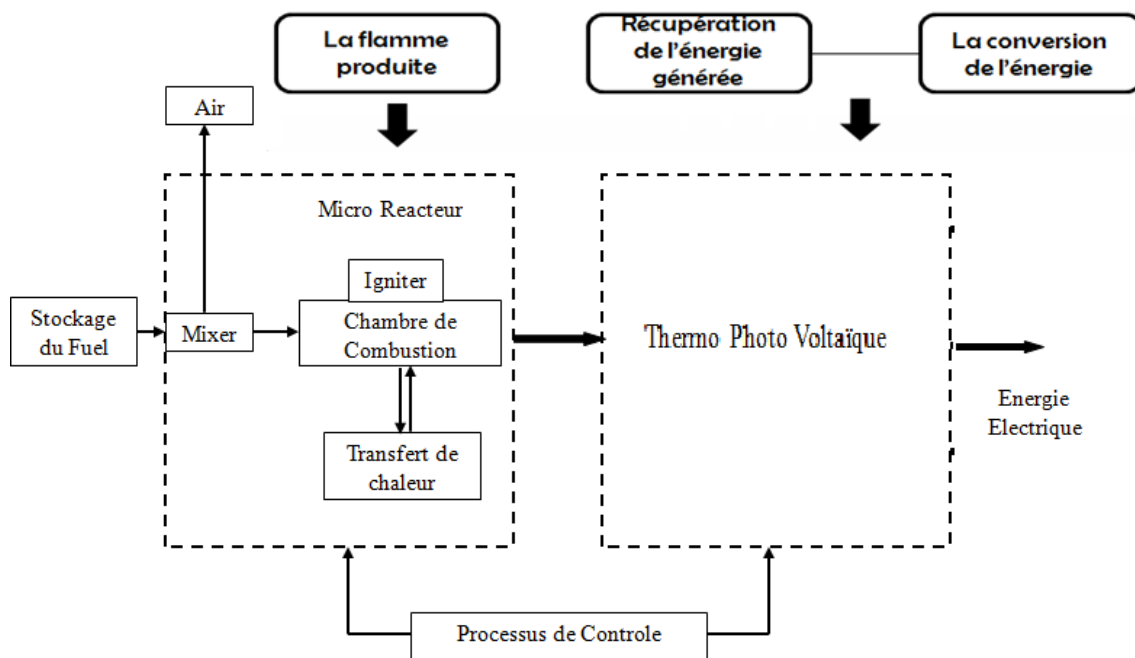 La flamme
produite
Récupération
de l'énergie
générée
La conversion
de l'énergie
Air
Micro Reacteur
Igniter
Stockage
du Fuel
Mixer
Chambre de
Combustion
Thermo Photo Voltaïque
Energie
Electrique
Transfert de
chaleur
Processus de Controle